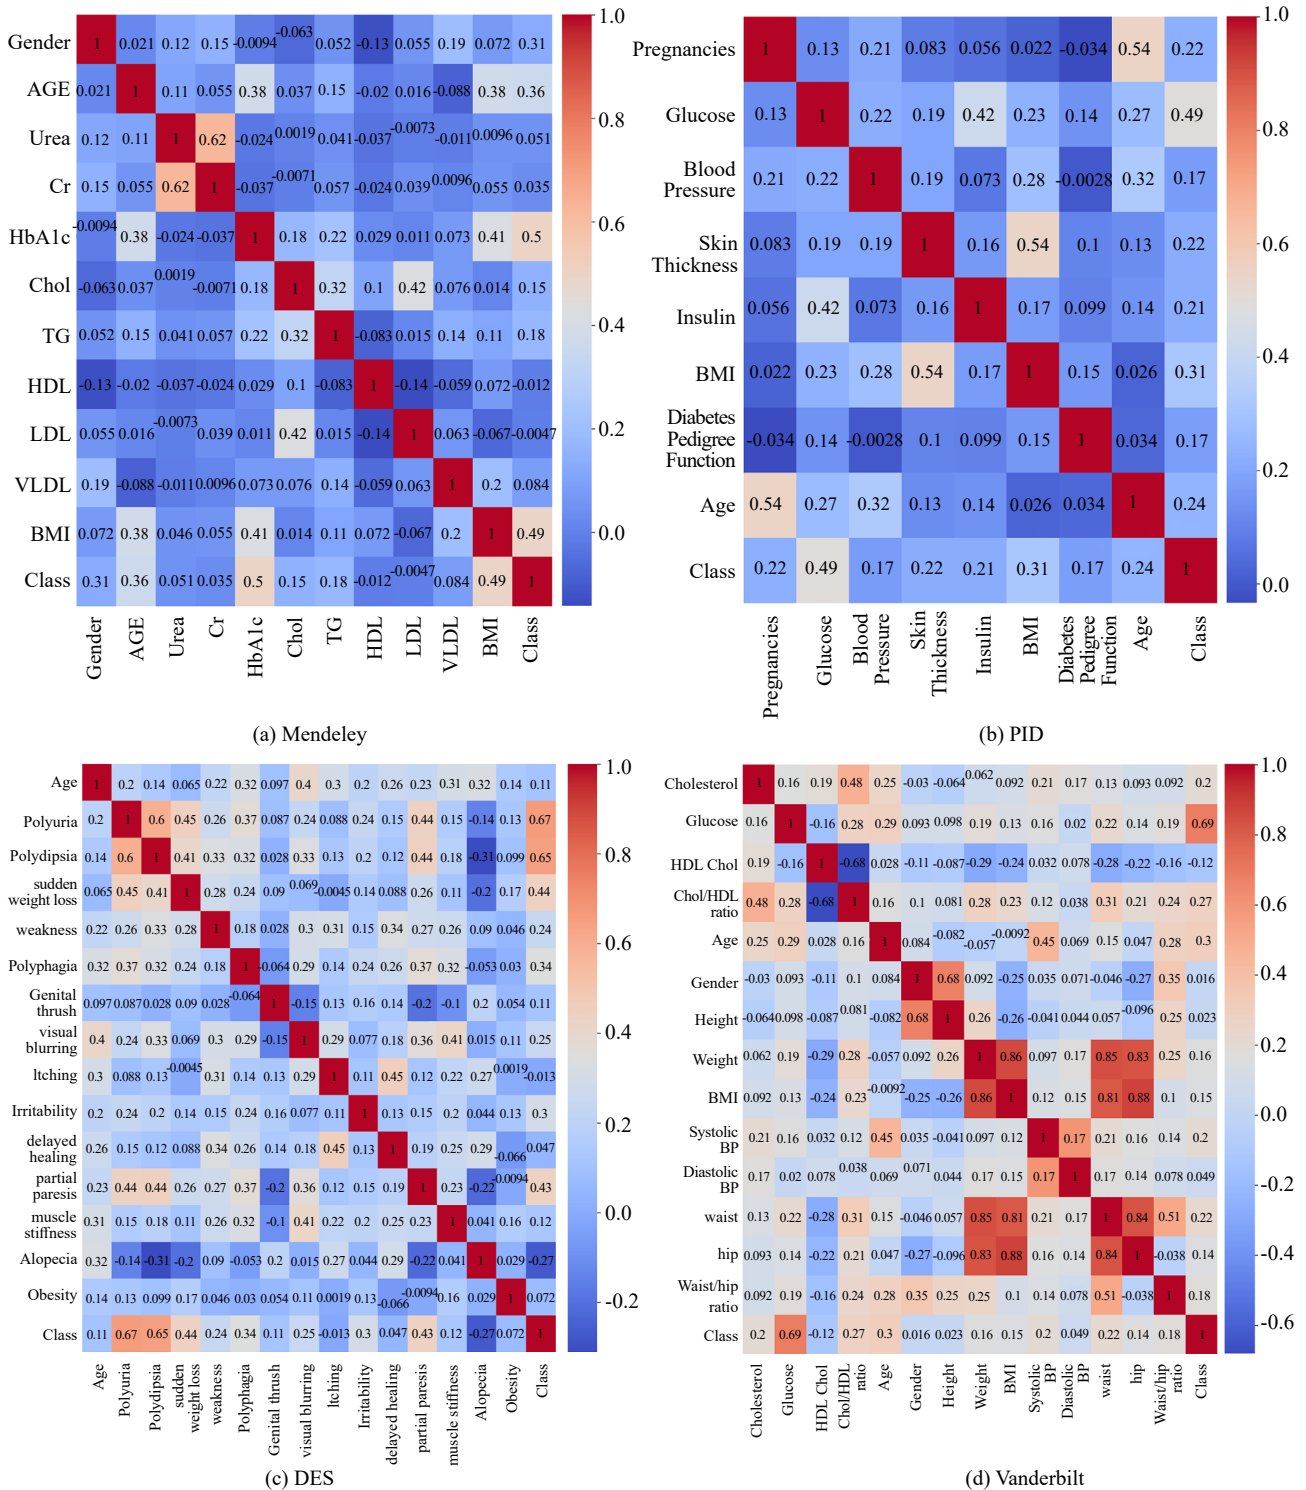 1.0
Gender 1 0.021 0.12 0.15 -0.0094 -0.063 0.052 -0.13 0.055 0.19 0.072 0.31
AGE 0.021 1 0.11 0.055 0.38 0.037 0.15 -0.02 0.016 -0.088 0.38 0.36
0.8
Urea 0.12 0.11 1 0.62 -0.024 0.0019 0.041 -0.037 -0.0073 -0.011 0.0096 0.051
Cr 0.15 0.055 0.62 1 -0.037 -0.0071 0.057 -0.024 0.039 0.0096 0.055 0.035
0.6
HbA1c -0.0094 0.38 -0.024 -0.037 1 0.18 0.22 0.029 0.011 0.073 0.41 0.5
Chol -0.063 0.037 0.0019 -0.0071 0.18 1 0.32 0.1 0.42 0.076 0.014 0.15
0.4
TG 0.052 0.15 0.041 0.057 0.22 0.32 1 -0.083 0.015 0.14 0.11 0.18
HDL -0.13 -0.02 -0.037 -0.024 0.029 0.1 -0.083 1 -0.14 -0.059 0.072 -0.012
0.2
LDL 0.055 0.016 -0.0073 0.039 0.011 0.42 0.015 -0.14 1 0.063 -0.067 -0.0047
VLDL 0.19 -0.088 -0.011 0.0096 0.073 0.076 0.14 -0.059 0.063 1 0.2 0.084
0.0
BMI 0.072 0.38 0.046 0.055 0.41 0.014 0.11 0.072 -0.067 0.2 1 0.49
Class 0.31 0.36 0.051 0.035 0.5 0.15 0.18 -0.012 -0.0047 0.084 0.49 1
Gender AGE Urea Cr HbA1c Chol TG HDL LDL VLDL BMI Class
(a) Mendeley
1.0
Pregnancies 1 0.13 0.21 0.083 0.056 0.022 -0.034 0.54 0.22
0.8
Glucose 0.13 1 0.22 0.19 0.42 0.23 0.14 0.27 0.49
Blood
Pressure 0.21 0.22 1 0.19 0.073 0.28 -0.0028 0.32 0.17
0.6
Skin
Thickness 0.083 0.19 0.19 1 0.16 0.54 0.1 0.13 0.22
Insulin 0.056 0.42 0.073 0.16 1 0.17 0.099 0.14 0.21
0.4
BMI 0.022 0.23 0.28 0.54 0.17 1 0.15 0.026 0.31
Diabetes
Pedigree
Function -0.034 0.14 -0.0028 0.1 0.099 0.15 1 0.034 0.17
0.2
Age 0.54 0.27 0.32 0.13 0.14 0.026 0.034 1 0.24
Class 0.22 0.49 0.17 0.22 0.21 0.31 0.17 0.24 1
0.0
Pregnancies Glucose Blood Pressure Skin Thickness Insulin BMI Diabetes Pedigree Function Age Class
(b) PID
1.0
Age 1 0.2 0.14 0.065 0.22 0.32 0.097 0.4 0.3 0.2 0.26 0.23 0.31 0.32 0.14 0.11
Polyuria 0.2 1 0.6 0.45 0.26 0.37 0.087 0.24 0.088 0.24 0.15 0.44 0.15 -0.14 0.13 0.67
0.8
Polydipsia 0.14 0.6 1 0.41 0.33 0.32 0.028 0.33 0.13 0.2 0.12 0.44 0.18 -0.31 0.099 0.65
sudden
weight loss 0.065 0.45 0.41 1 0.28 0.24 0.09 0.069 -0.0045 0.14 0.088 0.26 0.11 -0.2 0.17 0.44
weakness 0.22 0.26 0.33 0.28 1 0.18 0.028 0.3 0.31 0.15 0.34 0.27 0.26 0.09 0.046 0.24
0.6
Polyphagia 0.32 0.37 0.32 0.24 0.18 1 -0.064 0.29 0.14 0.24 0.26 0.37 0.32 -0.053 0.03 0.34
Genital
thrush 0.097 0.087 0.028 0.09 0.028 -0.064 1 -0.15 0.13 0.16 0.14 -0.2 -0.1 0.2 0.054 0.11
0.4
visual
blurring 0.4 0.24 0.33 0.069 0.3 0.29 -0.15 1 0.29 0.077 0.18 0.36 0.41 0.015 0.11 0.25
ltching 0.3 0.088 0.13 -0.0045 0.31 0.14 0.13 0.29 1 0.11 0.45 0.12 0.22 0.27 0.0019 -0.013
0.2
Irritability 0.2 0.24 0.2 0.14 0.15 0.24 0.16 0.077 0.11 1 0.13 0.15 0.2 0.044 0.13 0.3
delayed
healing 0.26 0.15 0.12 0.088 0.34 0.26 0.14 0.18 0.45 0.13 1 0.19 0.25 0.29 -0.066 0.047
partial
paresis 0.23 0.44 0.44 0.26 0.27 0.37 -0.2 0.36 0.12 0.15 0.19 1 0.23 -0.22 -0.0094 0.43
0.0
muscle
stiffness 0.31 0.15 0.18 0.11 0.26 0.32 -0.1 0.41 0.22 0.2 0.25 0.23 1 0.041 0.16 0.12
Alopecia 0.32 -0.14 -0.31 -0.2 0.09 -0.053 0.2 0.015 0.27 0.044 0.29 -0.22 0.041 1 0.029 -0.27
-0.2
Obesity 0.14 0.13 0.099 0.17 0.046 0.03 0.054 0.11 0.0019 0.13 -0.066 -0.0094 0.16 0.029 1 0.072
Class 0.11 0.67 0.65 0.44 0.24 0.34 0.11 0.25 -0.013 0.3 0.047 0.43 0.12 -0.27 0.072 1
Age Polyuria Polydipsia sudden weight loss weakness Polyphagia Genital thrush visual blurring ltching Irritability delayed healing partial paresis muscle stiffness Alopecia Obesity Class
(c) DES
1.0
Cholesterol 1 0.16 0.19 0.48 0.25 -0.03 -0.064 0.062 0.092 0.21 0.17 0.13 0.093 0.092 0.2
Glucose 0.16 1 -0.16 0.28 0.29 0.093 0.098 0.19 0.13 0.16 0.02 0.22 0.14 0.19 0.69
0.8
HDL Chol 0.19 -0.16 1 -0.68 0.028 -0.11 -0.087 -0.29 -0.24 0.032 0.078 -0.28 -0.22 -0.16 -0.12
Chol/HDL
ratio 0.48 0.28 -0.68 1 0.16 0.1 0.081 0.28 0.23 0.12 0.038 0.31 0.21 0.24 0.27
0.6
Age 0.25 0.29 0.028 0.16 1 0.084 -0.082 -0.057 -0.0092 0.45 0.069 0.15 0.047 0.28 0.3
0.4
Gender -0.03 0.093 -0.11 0.1 0.084 1 0.68 0.092 -0.25 0.035 0.071 -0.046 -0.27 0.35 0.016
Height -0.064 0.098 -0.087 0.081 -0.082 0.68 1 0.26 -0.26 -0.041 0.044 0.057 -0.096 0.25 0.023
0.2
Weight 0.062 0.19 -0.29 0.28 -0.057 0.092 0.26 1 0.86 0.097 0.17 0.85 0.83 0.25 0.16
BMI 0.092 0.13 -0.24 0.23 -0.0092 -0.25 -0.26 0.86 1 0.12 0.15 0.81 0.88 0.1 0.15
0.0
Systolic
BP 0.21 0.16 0.032 0.12 0.45 0.035 -0.041 0.097 0.12 1 0.17 0.21 0.16 0.14 0.2
Diastolic
BP 0.17 0.02 0.078 0.038 0.069 0.071 0.044 0.17 0.15 0.17 1 0.17 0.14 0.078 0.049
-0.2
waist 0.13 0.22 -0.28 0.31 0.15 -0.046 0.057 0.85 0.81 0.21 0.17 1 0.84 0.51 0.22
hip 0.093 0.14 -0.22 0.21 0.047 -0.27 -0.096 0.83 0.88 0.16 0.14 0.84 1 -0.038 0.14
-0.4
Waist/hip
ratio 0.092 0.19 -0.16 0.24 0.28 0.35 0.25 0.25 0.1 0.14 0.078 0.51 -0.038 1 0.18
-0.6
Class 0.2 0.69 -0.12 0.27 0.3 0.016 0.023 0.16 0.15 0.2 0.049 0.22 0.14 0.18 1
Cholesterol Glucose HDL Chol Chol/HDL ratio Age Gender Height Weight BMI Systolic BP Diastolic BP waist hip Waist/hip ratio Class
(d) Vanderbilt